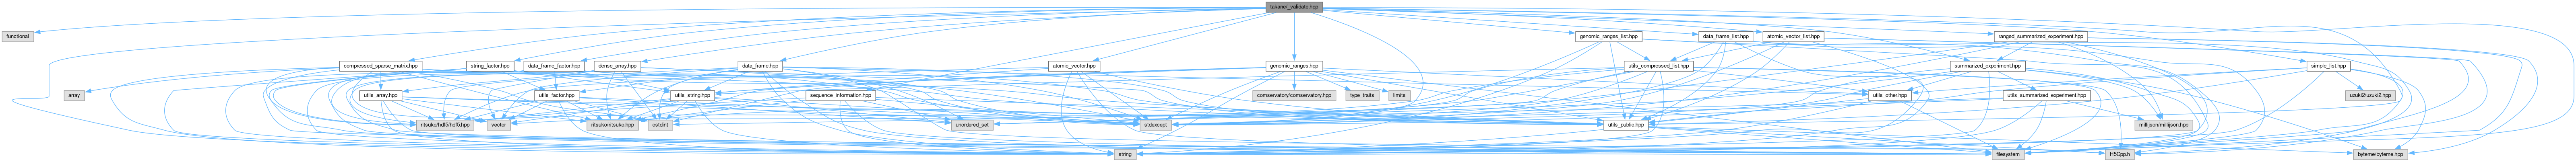 takane/_validate.hpp
functional
genomic_ranges_list.hpp
data_frame_list.hpp
atomic_vector_list.hpp
ranged_summarized_experiment.hpp
compressed_sparse_matrix.hpp
string_factor.hpp
data_frame_factor.hpp
dense_array.hpp
data_frame.hpp
atomic_vector.hpp
genomic_ranges.hpp
utils_compressed_list.hpp
summarized_experiment.hpp
simple_list.hpp
array
utils_array.hpp
utils_factor.hpp
utils_string.hpp
sequence_information.hpp
comservatory/comservatory.hpp
type_traits
limits
utils_other.hpp
utils_summarized_experiment.hpp
uzuki2/uzuki2.hpp
ritsuko/hdf5/hdf5.hpp
vector
ritsuko/ritsuko.hpp
cstdint
unordered_set
stdexcept
utils_public.hpp
millijson/millijson.hpp
string
filesystem
H5Cpp.h
byteme/byteme.hpp